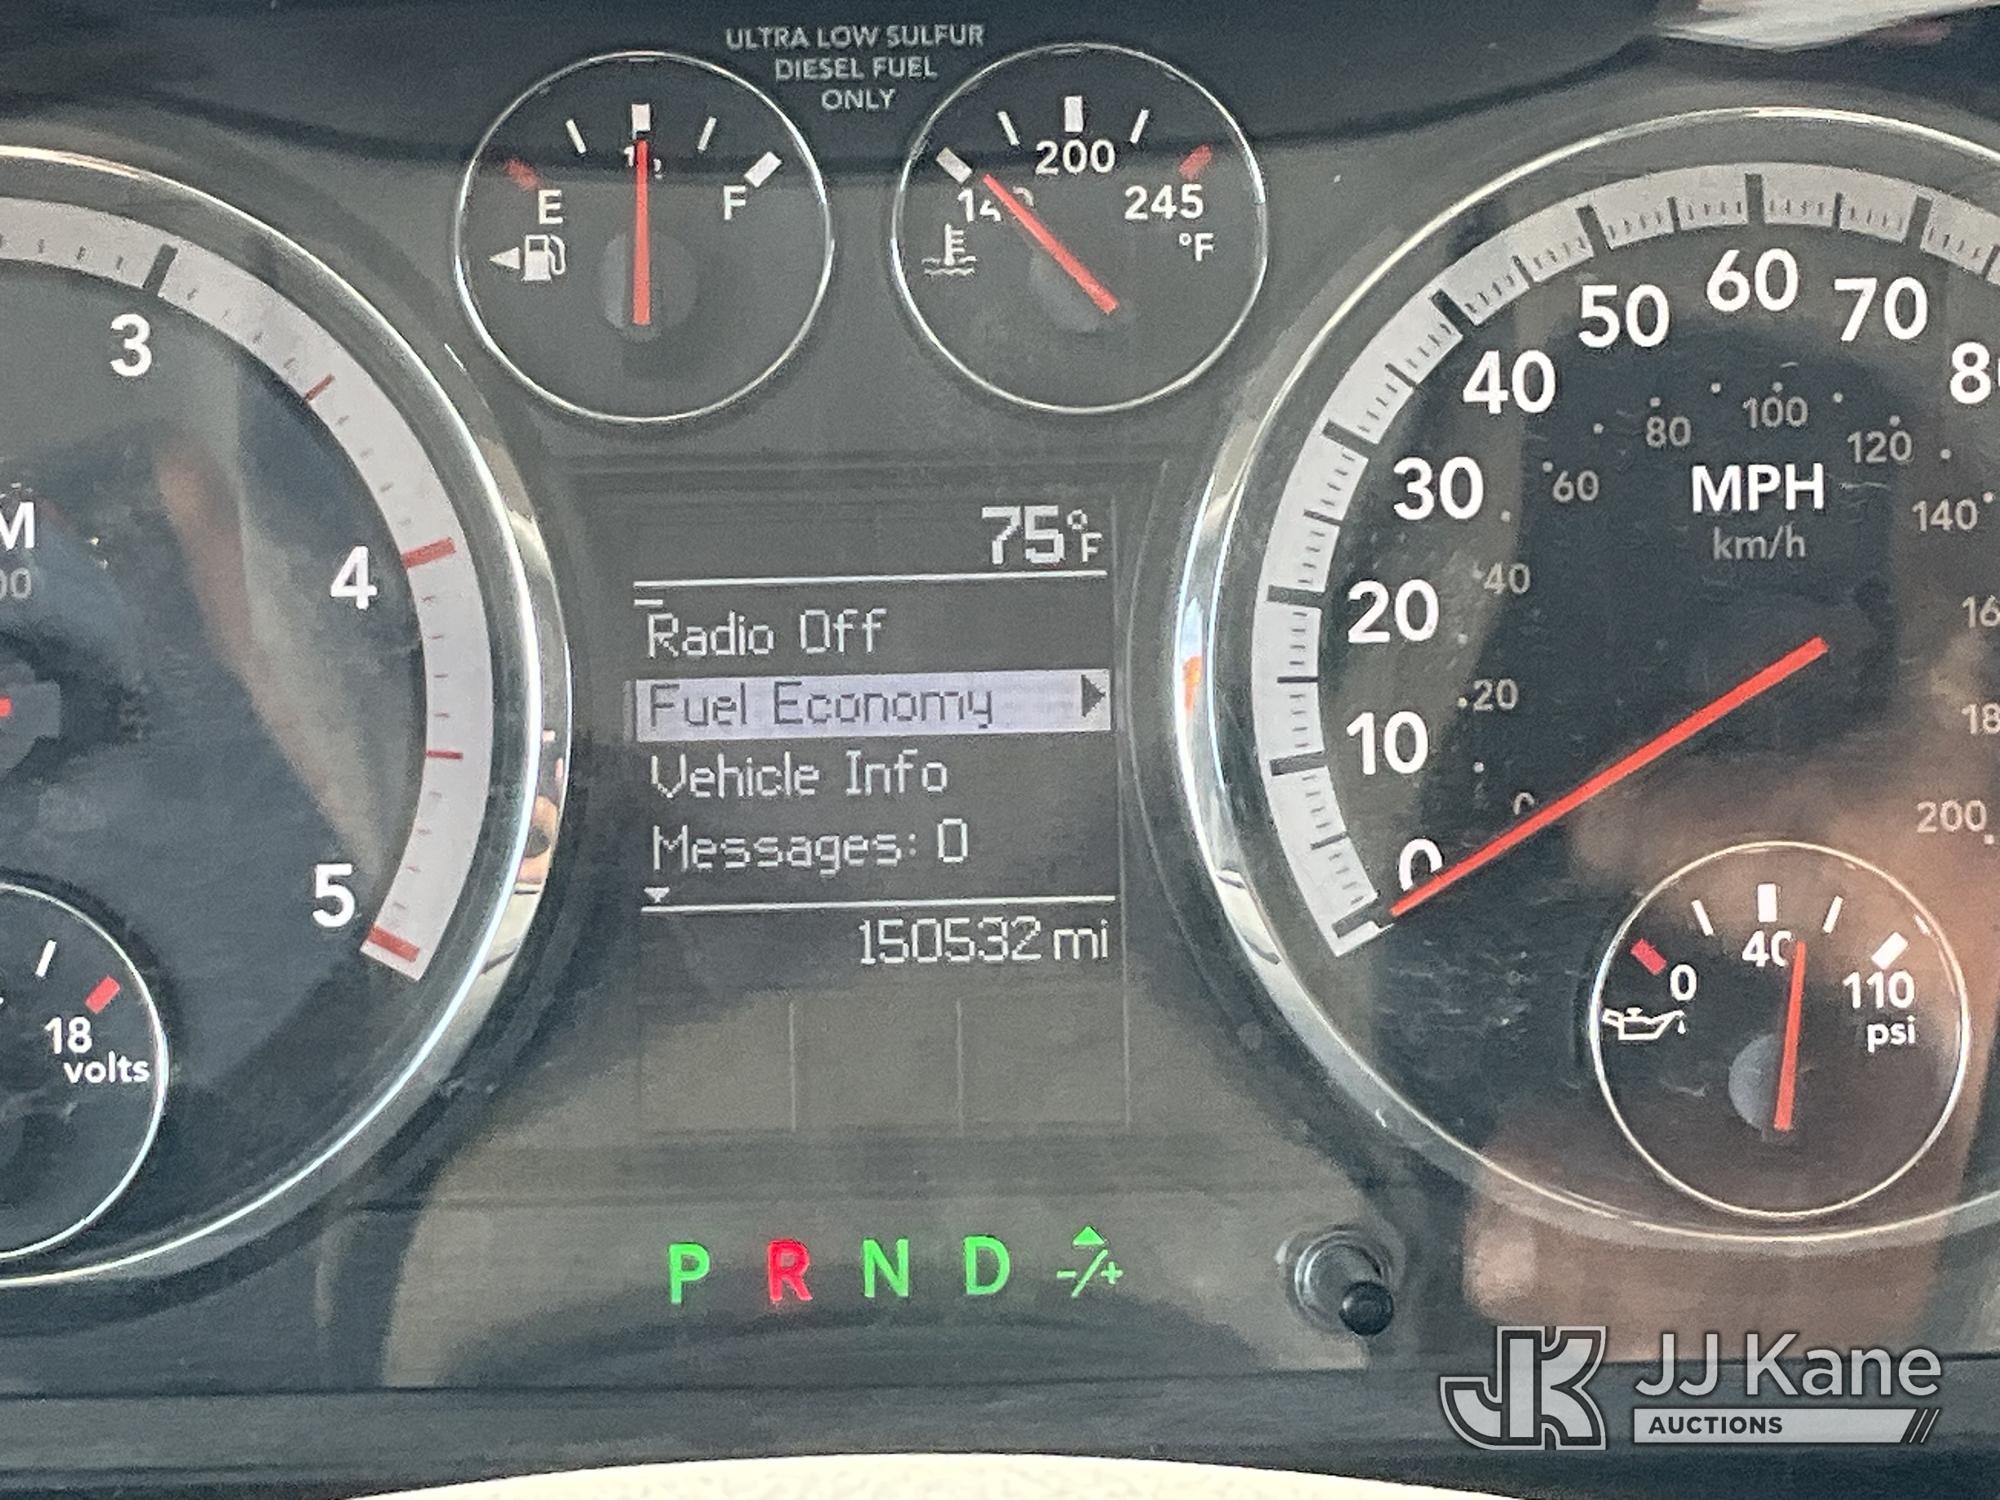 ULTRA LOW SULFUR
DIESEL FUEL
ONLY
E
F
200
245
°F
3
4
5
18
volts
75°F
Radio Off
Fuel Economy
Vehicle Info
Messages: 0
150532 mi
0
10
20
30
40
50
60
70
20
40
60
80
100
120
140
200
MPH
km/h
0
40
110
psi
P R N D -/+
JK JJ Kane
AUCTIONS